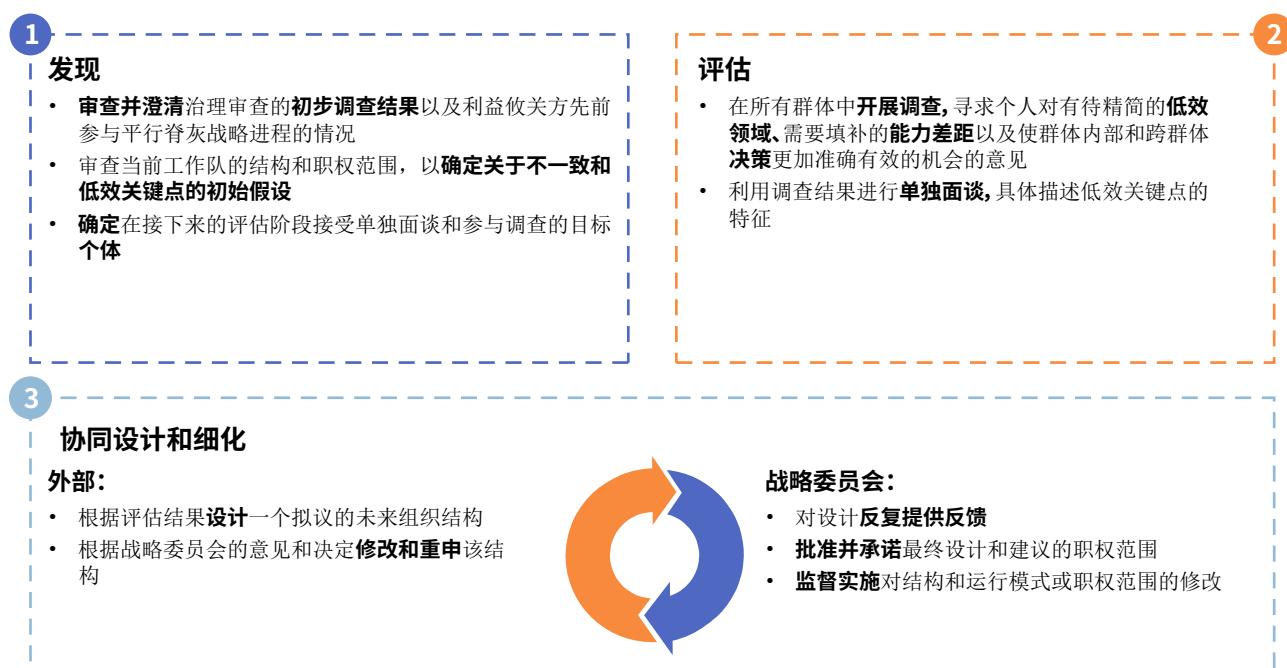 1
发现
• 审查并澄清治理审查的初步调查结果以及利益攸关方先前
参与平行脊灰战略进程的情况
• 审查当前工作队的结构和职权范围，以确定关于不一致和
低效关键点的初始假设
• 确定在接下来的评估阶段接受单独面谈和参与调查的目标
个体
2
评估
• 在所有群体中开展调查，寻求个人对有待精简的低效
领域、需要填补的能力差距以及使群体内部和跨群体
决策更加准确有效的机会的意见
• 利用调查结果进行单独面谈，具体描述低效关键点的
特征
3
协同设计和细化
外部：
• 根据评估结果设计一个拟议的未来组织结构
• 根据战略委员会的意见和决定修改和重申该结
构
战略委员会：
• 对设计反复提供反馈
• 批准并承诺最终设计和建议的职权范围
• 监督实施对结构和运行模式或职权范围的修改